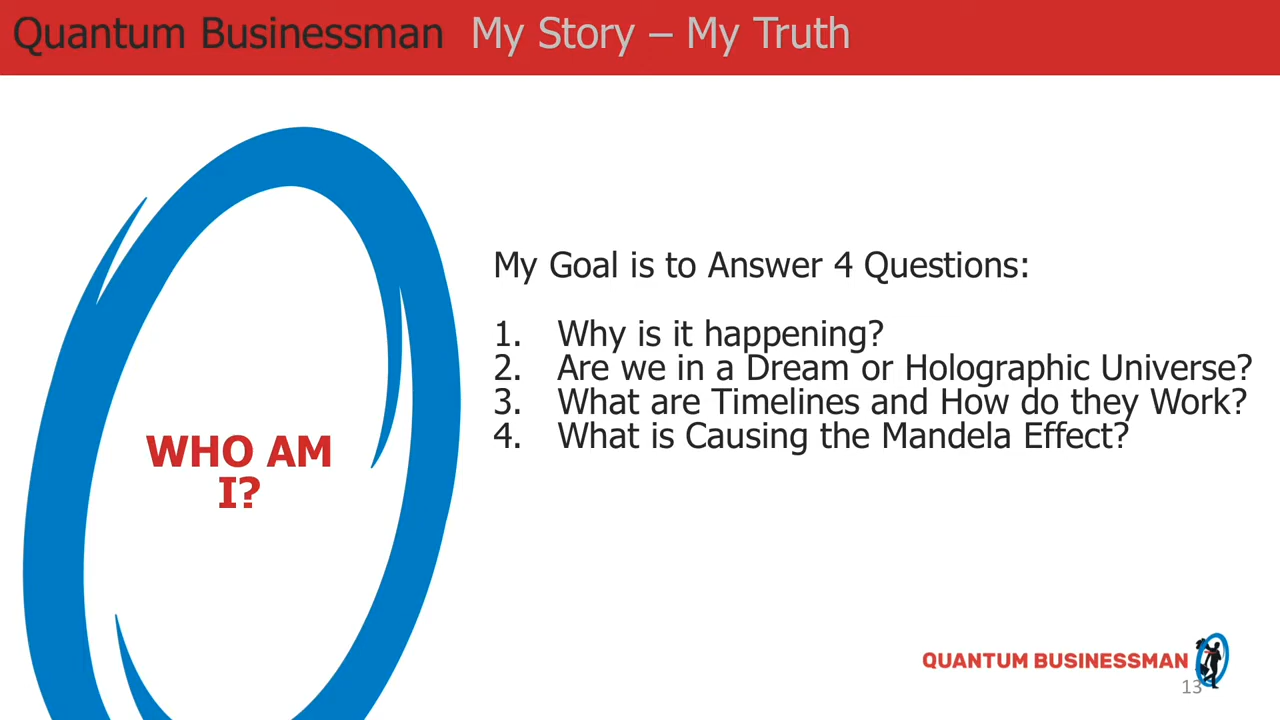 Quantum Businessman My Story – My Truth
WHO AM
I?
My Goal is to Answer 4 Questions:
1. Why is it happening?
2. Are we in a Dream or Holographic Universe?
3. What are Timelines and How do they Work?
4. What is Causing the Mandela Effect?
QUANTUM BUSINESSMAN
13